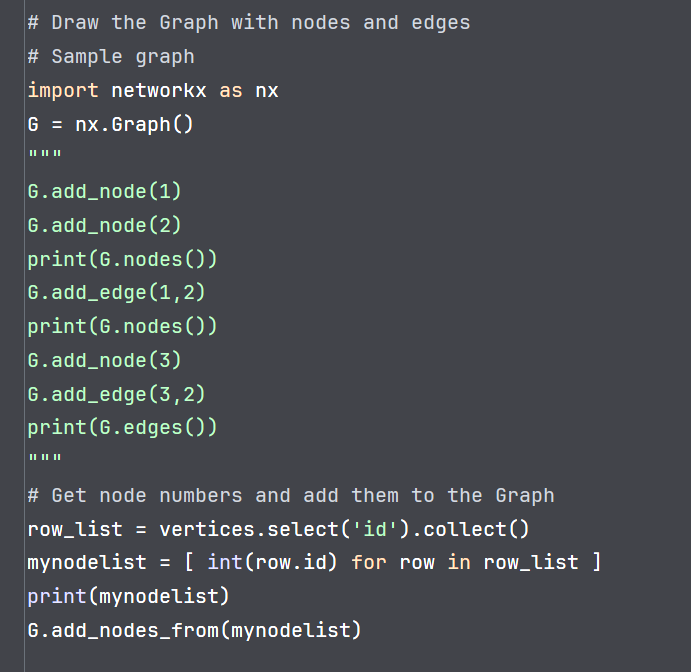 # Draw the Graph with nodes and edges
# Sample graph
import networkx as nx
G = nx.Graph()
"""
G.add_node(1)
G.add_node(2)
print(G.nodes())
G.add_edge(1,2)
print(G.nodes())
G.add_node(3)
G.add_edge(3,2)
print(G.edges())
"""
# Get node numbers and add them to the Graph
row_list = vertices.select('id').collect()
mynodelist = [ int(row.id) for row in row_list ]
print(mynodelist)
G.add_nodes_from(mynodelist)